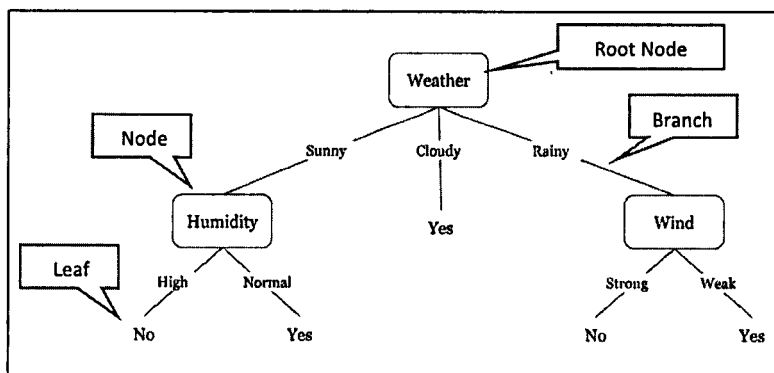 Root Node
Weather
Node
Branch
Sunny
Cloudy
Rainy
Humidity
Yes
Wind
Leaf
High
Normal
Strong
Weak
No
Yes
No
Yes